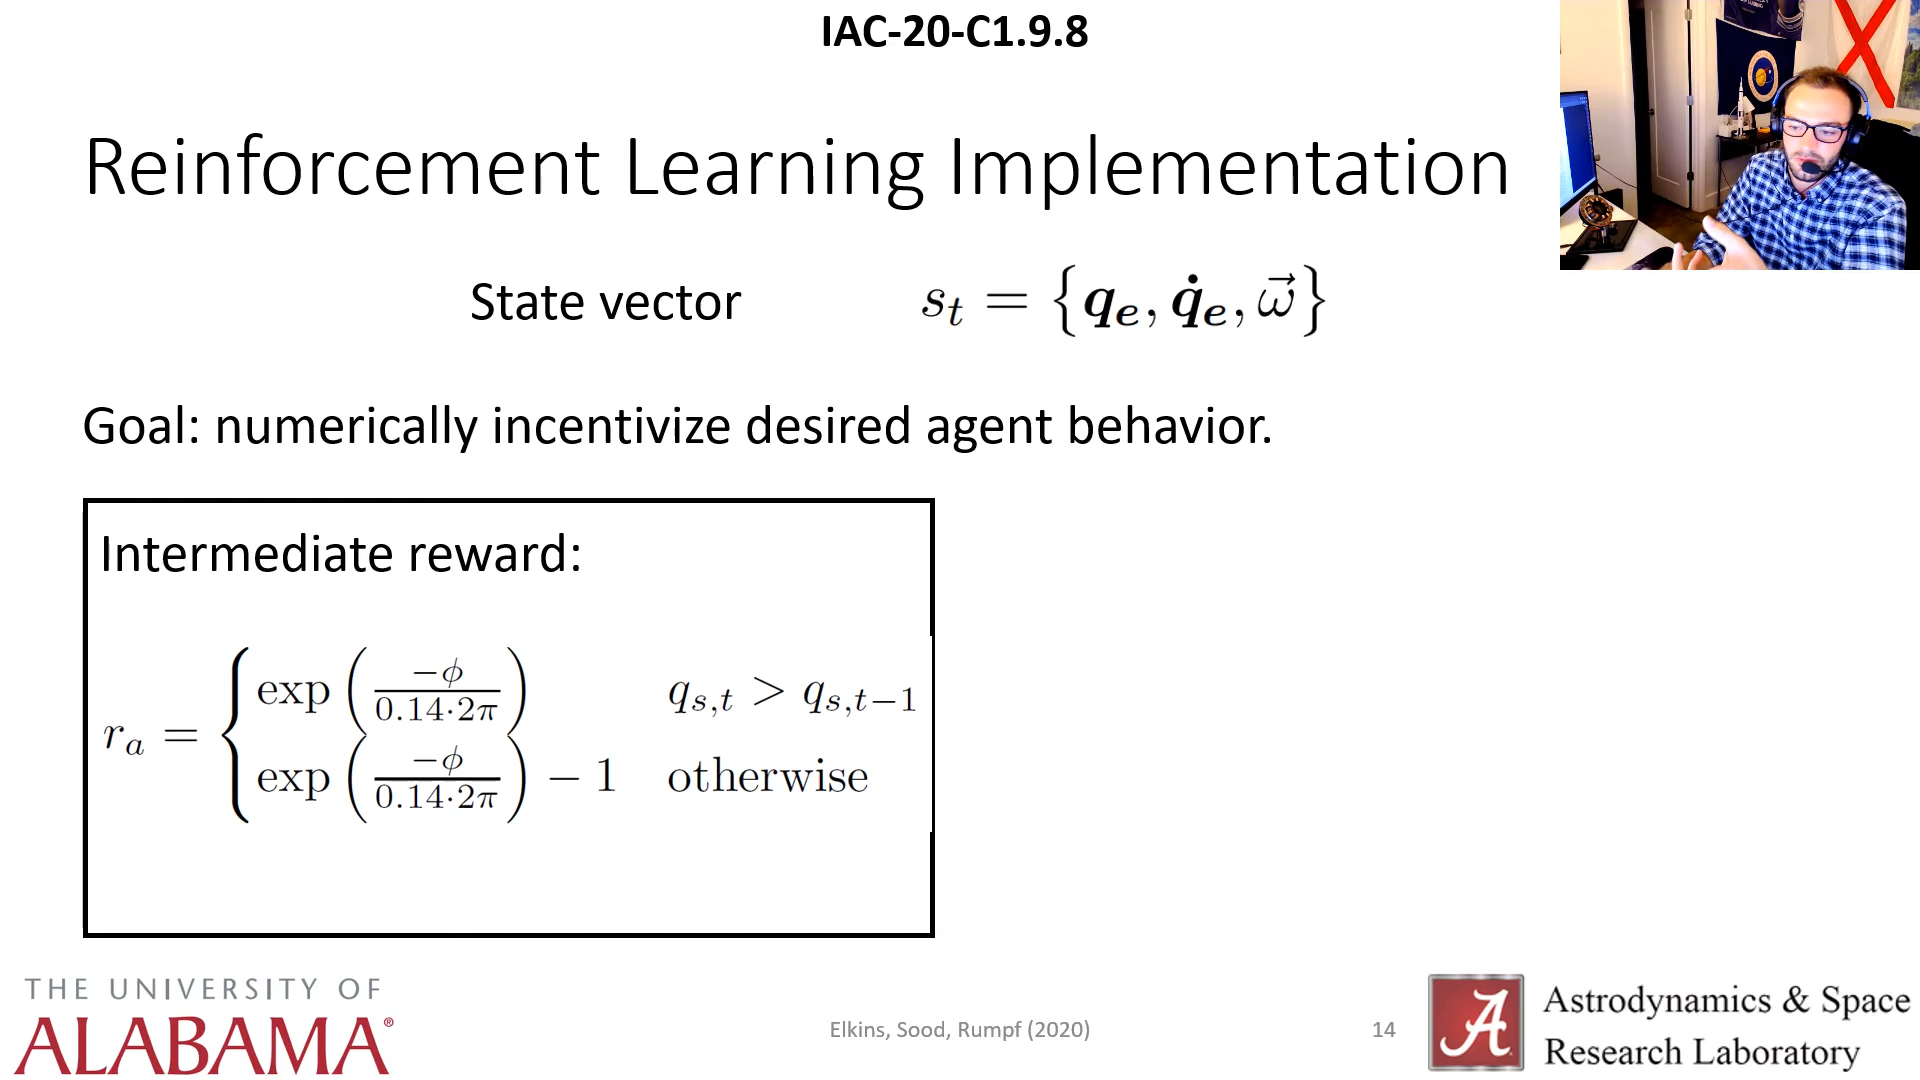 IAC-20-C1.9.8
Reinforcement Learning Implementation
State vector s_t = {q_e, q̇_e, ω⃗}
Goal: numerically incentivize desired agent behavior.
Intermediate reward:
r_a = { exp(−ϕ / 0.14·2π) q_{s,t} > q_{s,t−1}
exp(−ϕ / 0.14·2π) − 1 otherwise
THE UNIVERSITY OF
ALABAMA®
Elkins, Sood, Rumpf (2020)
14
A
Astrodynamics & Space
Research Laboratory